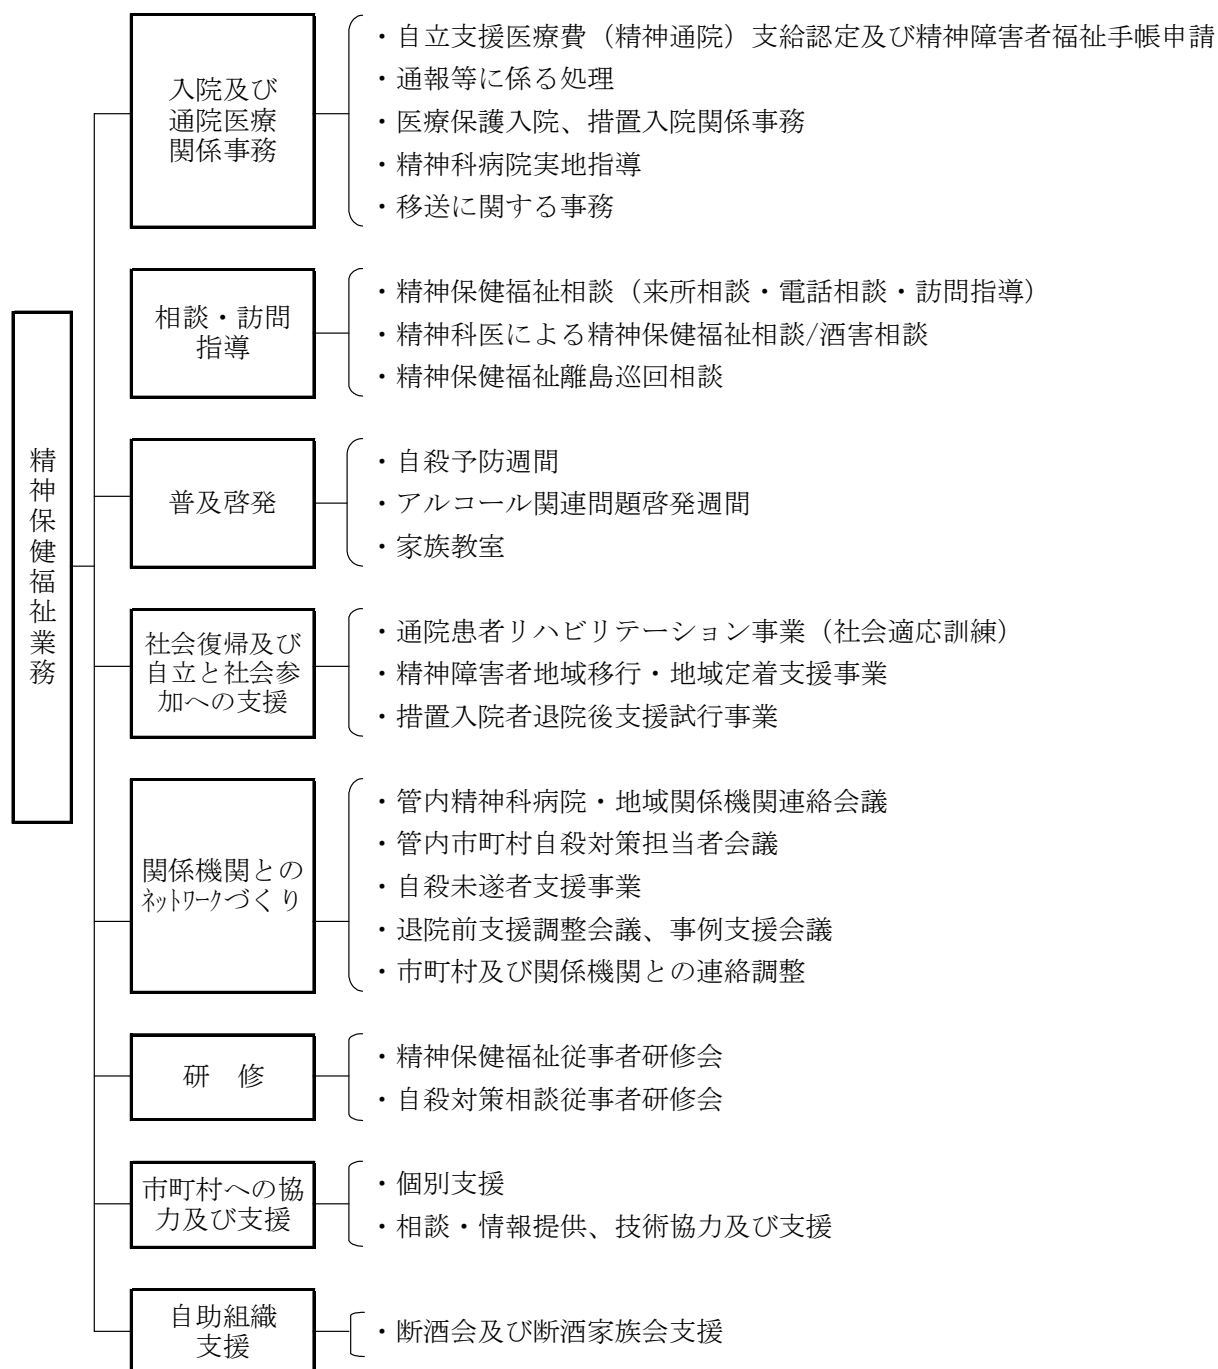 精神保健福祉業務
入院及び
通院医療
関係事務
・自立支援医療費（精神通院）支給認定及び精神障害者福祉手帳申請
・通報等に係る処理
・医療保護入院、措置入院関係事務
・精神科病院実地指導
・移送に関する事務
相談・訪問
指導
・精神保健福祉相談（来所相談・電話相談・訪問指導）
・精神科医による精神保健福祉相談/酒害相談
・精神保健福祉離島巡回相談
普及啓発
・自殺予防週間
・アルコール関連問題啓発週間
・家族教室
社会復帰及び
自立と社会参
加への支援
・通院患者リハビリテーション事業（社会適応訓練）
・精神障害者地域移行・地域定着支援事業
・措置入院者退院後支援試行事業
関係機関との
ﾈｯﾄﾜｰｸづくり
・管内精神科病院・地域関係機関連絡会議
・管内市町村自殺対策担当者会議
・自殺未遂者支援事業
・退院前支援調整会議、事例支援会議
・市町村及び関係機関との連絡調整
研　修
・精神保健福祉従事者研修会
・自殺対策相談従事者研修会
市町村への協
力及び支援
・個別支援
・相談・情報提供、技術協力及び支援
自助組織
支援
・断酒会及び断酒家族会支援